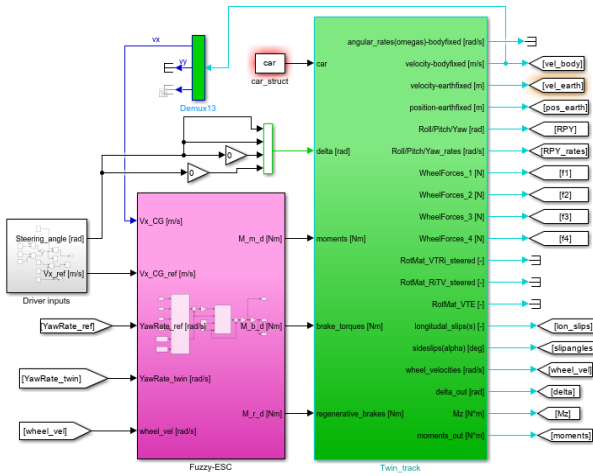 vx
vy
Demux13
car
car_struct
0
0
Steering_angle [rad]
Vx_ref [m/s]
Driver inputs
[YawRate_ref]
[YawRate_twin]
[wheel_vel]
Vx_CG [m/s]
Vx_CG_ref [m/s]
YawRate_ref [rad/s]
YawRate_twin [rad/s]
wheel_vel [rad/s]
M_m_d [Nm]
M_b_d [Nm]
M_r_d [Nm]
Fuzzy-ESC
car
delta [rad]
moments [Nm]
brake_torques [Nm]
regenerative_brakes [Nm]
angular_rates(omegas)-bodyfixed [rad/s]
velocity-bodyfixed [m/s]
velocity-earthfixed [m]
position-earthfixed [m]
Roll/Pitch/Yaw [rad]
Roll/Pitch/Yaw_rates [rad/s]
WheelForces_1 [N]
WheelForces_2 [N]
WheelForces_3 [N]
WheelForces_4 [N]
RotMat_VTRi_steered [-]
RotMat_RiTV_steered [-]
RotMat_VTE [-]
longitudal_slips(s) [-]
sideslips(alpha) [deg]
wheel_velocities [rad/s]
delta_out [rad]
Mz [N*m]
moments_out [N*m]
Twin_track
[vel_body]
[vel_earth]
[pos_earth]
[RPY]
[RPY_rates]
[f1]
[f2]
[f3]
[f4]
[lon_slips]
[slipangles
[wheel_vel]
[delta]
[Mz]
[moments]